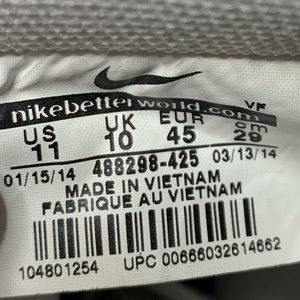 nikebetterworld.com
VF
US UK EUR cm
11 10 45 29
01/15/14 488298-425 03/13/14
MADE IN VIETNAM
FABRIQUE AU VIETNAM
104801254 UPC 00666032614662